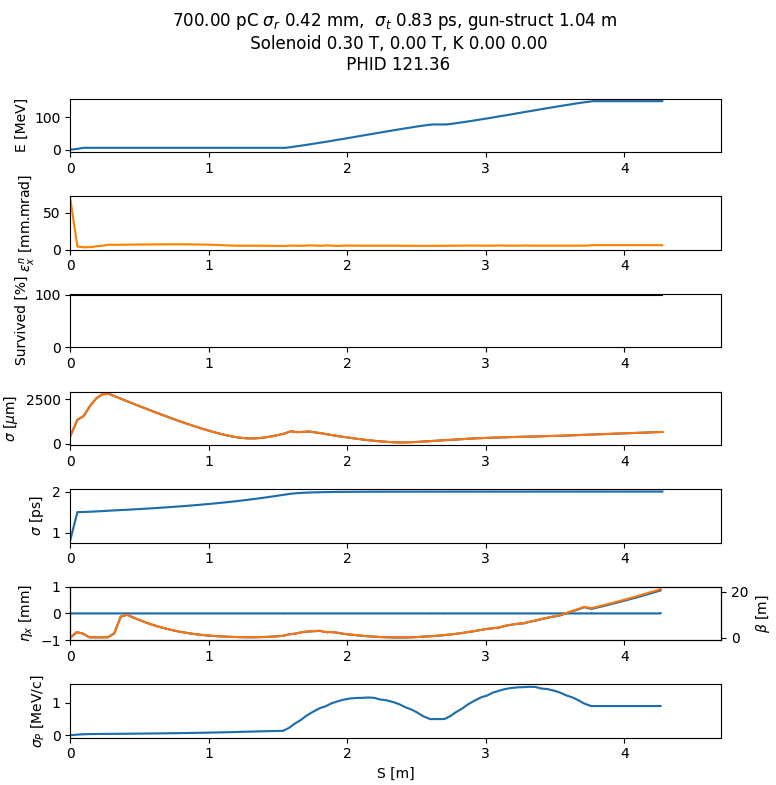 700.00 pC σr 0.42 mm, σt 0.83 ps, gun-struct 1.04 m
Solenoid 0.30 T, 0.00 T, K 0.00 0.00
PHID 121.36
E [MeV]
100
0
0 1 2 3 4
εxn [mm.mrad]
50
0
0 1 2 3 4
Survived [%]
100
0
0 1 2 3 4
σ [μm]
2500
0
0 1 2 3 4
σ [ps]
2
1
0 1 2 3 4
ηx [mm]
1
0
−1
20
0
β [m]
0 1 2 3 4
σP [MeV/c]
1
0
0 1 2 3 4
S [m]